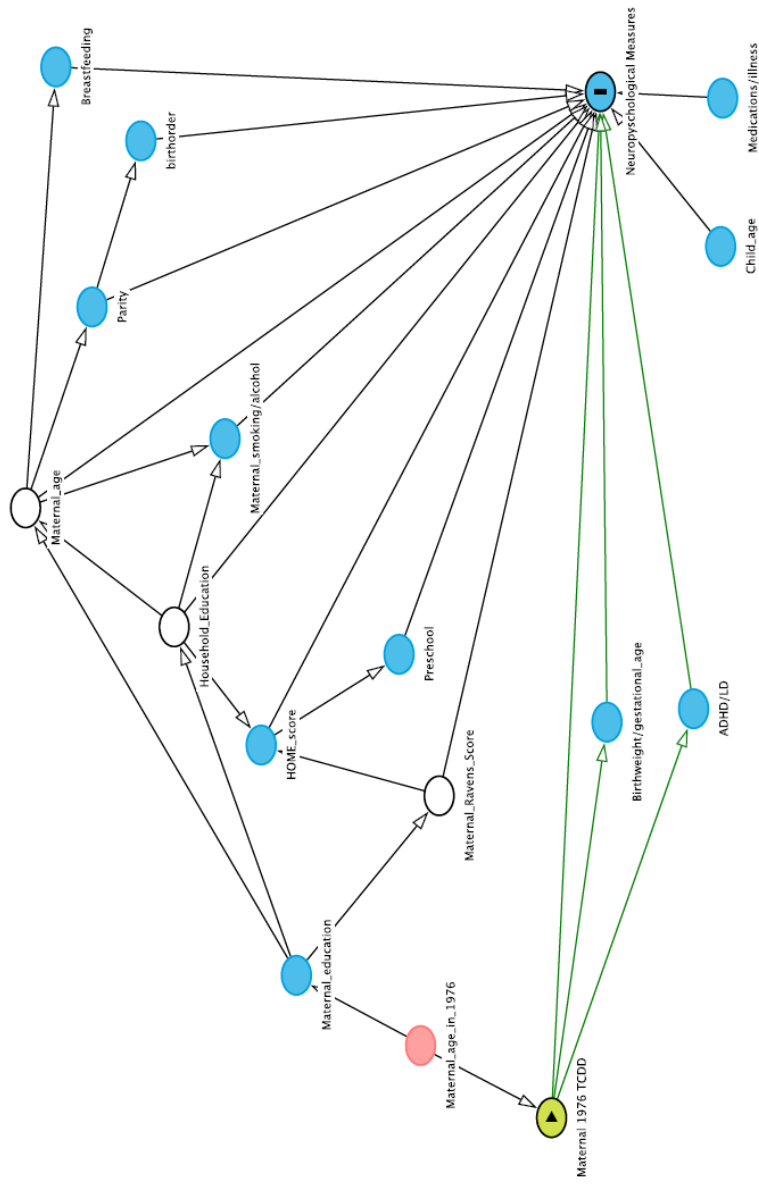 Breastfeeding
birthorder
Parity
Maternal_age
Maternal_smoking/alcohol
Household_Education
HOME_score
Preschool
Maternal_Ravens_Score
Maternal_education
Maternal_age_in_1976
Maternal 1976 TCDD
Birthweight/gestational_age
ADHD/LD
Neuropyschological Measures
Child_age
Medications/illness